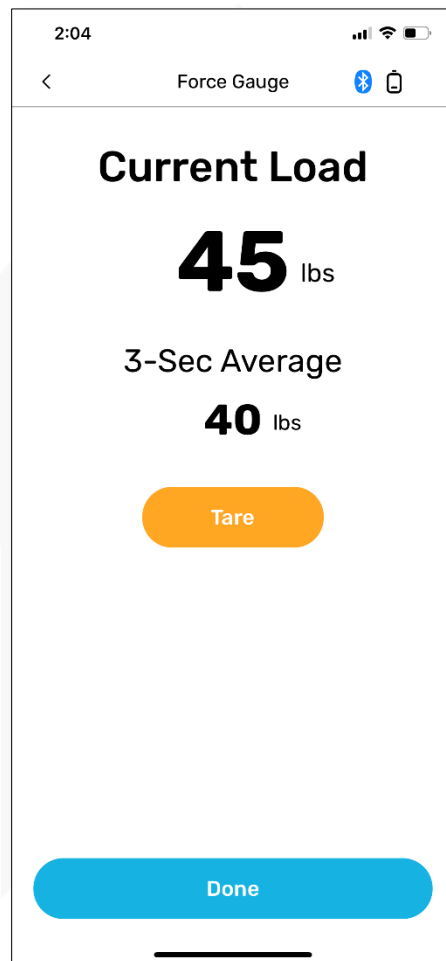 2:04
Force Gauge
Current Load
45 lbs
3-Sec Average
40 lbs
Tare
Done